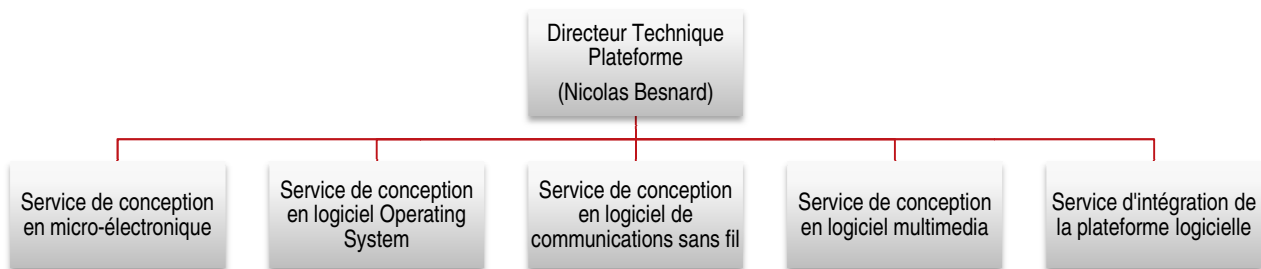 Directeur Technique
Plateforme
(Nicolas Besnard)
Service de conception
en micro-électronique
Service de conception
en logiciel Operating
System
Service de conception
en logiciel de
communications sans fil
Service de conception
en logiciel multimedia
Service d'intégration de
la plateforme logicielle